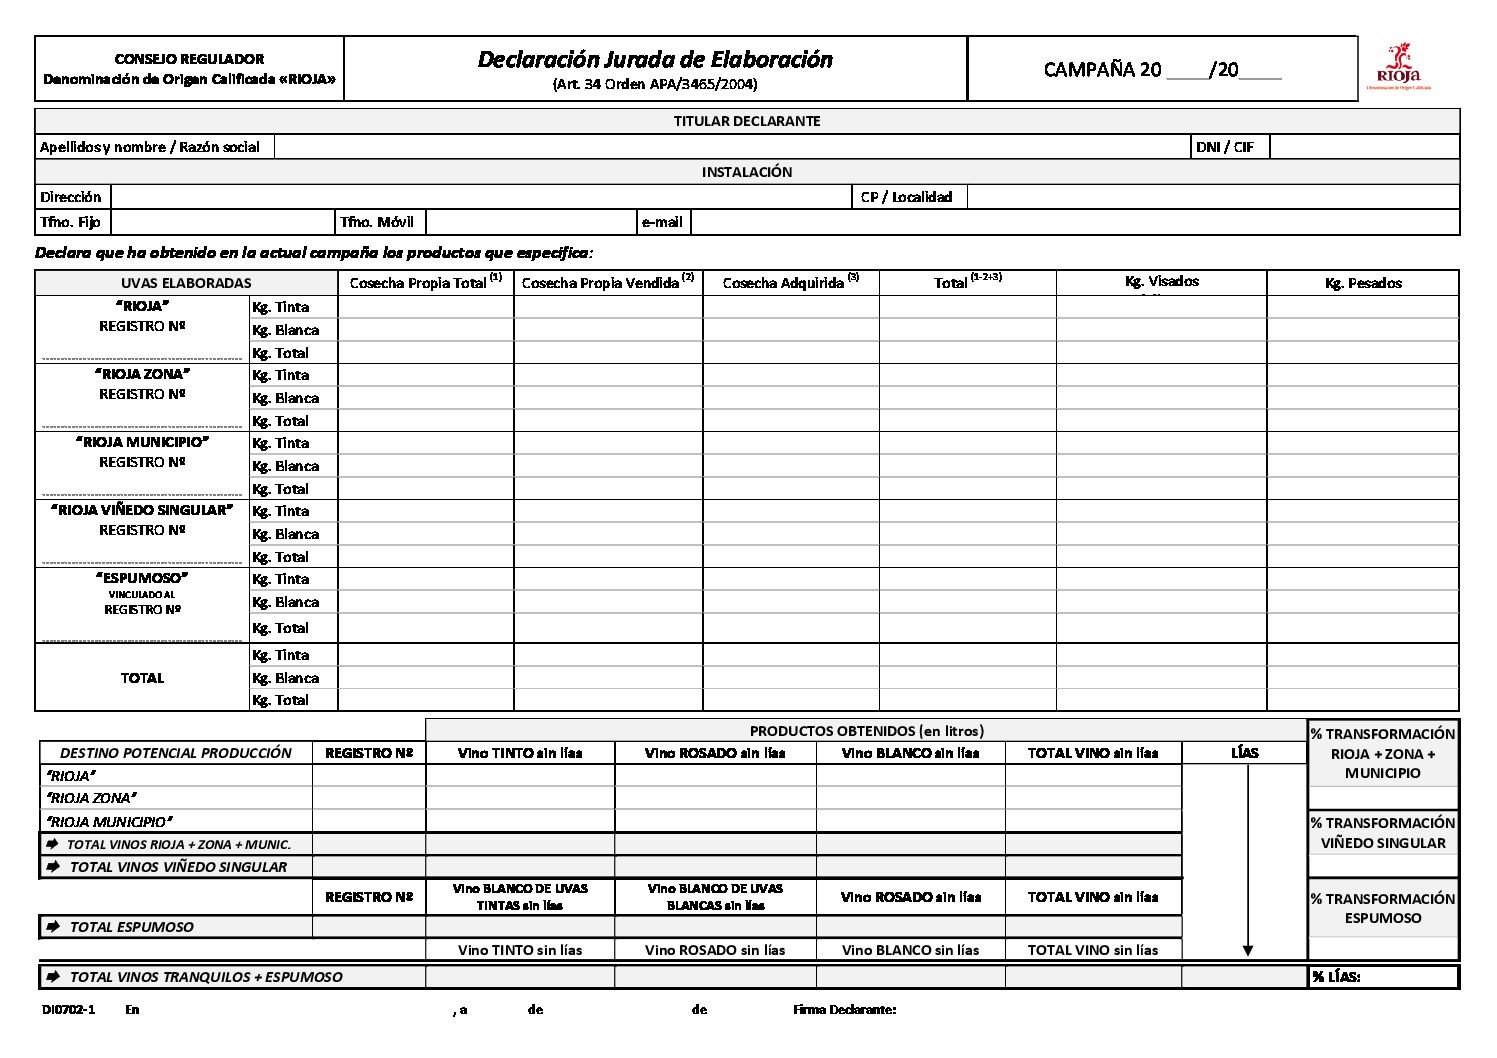 CONSEJO REGULADOR
Denominación de Origen Calificada «RIOJA»
Declaración Jurada de Elaboración
(Art. 34 Orden APA/3465/2004)
CAMPAÑA 20 ____/20____
RIOJA
Denominación de Origen Calificada
TITULAR DECLARANTE
Apellidos y nombre / Razón social DNI / CIF
INSTALACIÓN
Dirección CP / Localidad
Tfno. Fijo Tfno. Móvil e-mail
Declara que ha obtenido en la actual campaña los productos que especifica:
UVAS ELABORADAS Cosecha Propia Total (1) Cosecha Propia Vendida (2) Cosecha Adquirida (3) Total (1-2+3) Kg. Visados Kg. Pesados
“RIOJA” Kg. Tinta
REGISTRO Nº Kg. Blanca
Kg. Total
“RIOJA ZONA” Kg. Tinta
REGISTRO Nº Kg. Blanca
Kg. Total
“RIOJA MUNICIPIO” Kg. Tinta
REGISTRO Nº Kg. Blanca
Kg. Total
“RIOJA VIÑEDO SINGULAR” Kg. Tinta
REGISTRO Nº Kg. Blanca
Kg. Total
“ESPUMOSO” Kg. Tinta
VINCULADO AL
REGISTRO Nº Kg. Blanca
Kg. Total
Kg. Tinta
TOTAL Kg. Blanca
Kg. Total
PRODUCTOS OBTENIDOS (en litros)
DESTINO POTENCIAL PRODUCCIÓN REGISTRO Nº Vino TINTO sin lías Vino ROSADO sin lías Vino BLANCO sin lías TOTAL VINO sin lías LÍAS
% TRANSFORMACIÓN
RIOJA + ZONA +
MUNICIPIO
“RIOJA”
“RIOJA ZONA”
“RIOJA MUNICIPIO”
TOTAL VINOS RIOJA + ZONA + MUNIC.
TOTAL VINOS VIÑEDO SINGULAR
% TRANSFORMACIÓN
VIÑEDO SINGULAR
REGISTRO Nº Vino BLANCO DE UVAS TINTAS sin lías Vino BLANCO DE UVAS BLANCAS sin lías Vino ROSADO sin lías TOTAL VINO sin lías
% TRANSFORMACIÓN
ESPUMOSO
TOTAL ESPUMOSO
Vino TINTO sin lías Vino ROSADO sin lías Vino BLANCO sin lías TOTAL VINO sin lías
TOTAL VINOS TRANQUILOS + ESPUMOSO % LÍAS:
DI0702-1 En , a de de Firma Declarante: